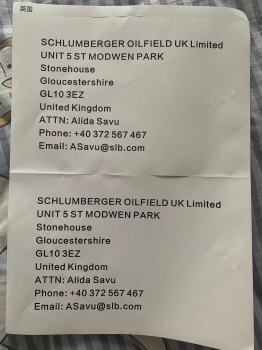 英国
SCHLUMBERGER OILFIELD UK Limited
UNIT 5 ST MODWEN PARK
Stonehouse
Gloucestershire
GL10 3EZ
United Kingdom
ATTN: Alida Savu
Phone: +40 372 567 467
Email: ASavu@slb.com
SCHLUMBERGER OILFIELD UK Limited
UNIT 5 ST MODWEN PARK
Stonehouse
Gloucestershire
GL10 3EZ
United Kingdom
ATTN: Alida Savu
Phone: +40 372 567 467
Email: ASavu@slb.com